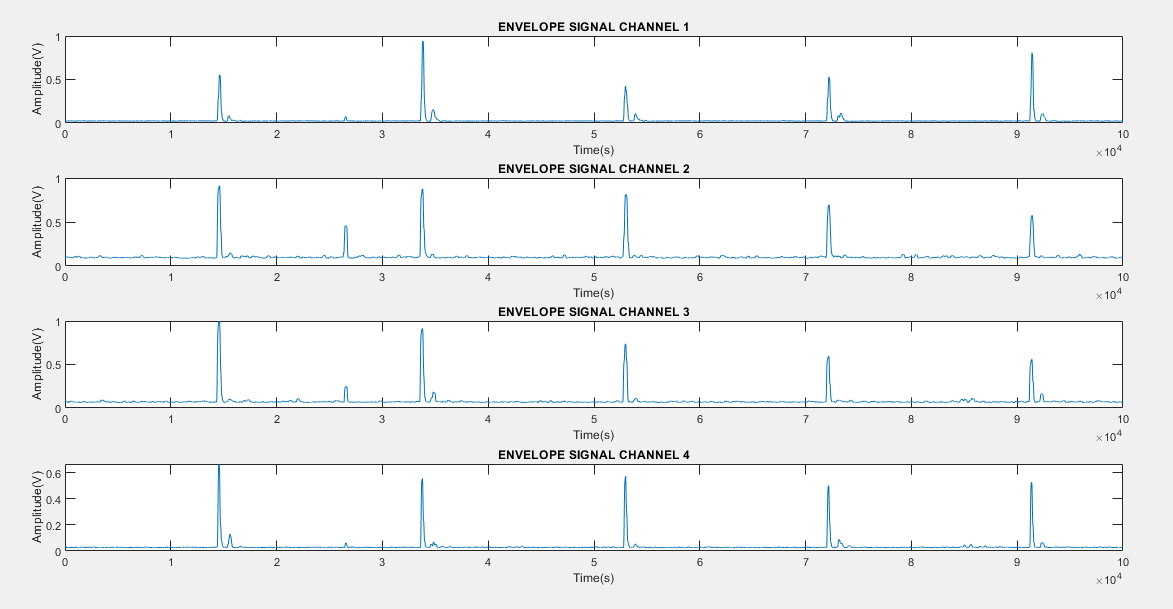 ENVELOPE SIGNAL CHANNEL 1
Amplitude(V)
1
0.5
0
0 1 2 3 4 5 6 7 8 9 10
Time(s)
×10^4
ENVELOPE SIGNAL CHANNEL 2
Amplitude(V)
1
0.5
0
0 1 2 3 4 5 6 7 8 9 10
Time(s)
×10^4
ENVELOPE SIGNAL CHANNEL 3
Amplitude(V)
1
0.5
0
0 1 2 3 4 5 6 7 8 9 10
Time(s)
×10^4
ENVELOPE SIGNAL CHANNEL 4
Amplitude(V)
0.6
0.4
0.2
0
0 1 2 3 4 5 6 7 8 9 10
Time(s)
×10^4